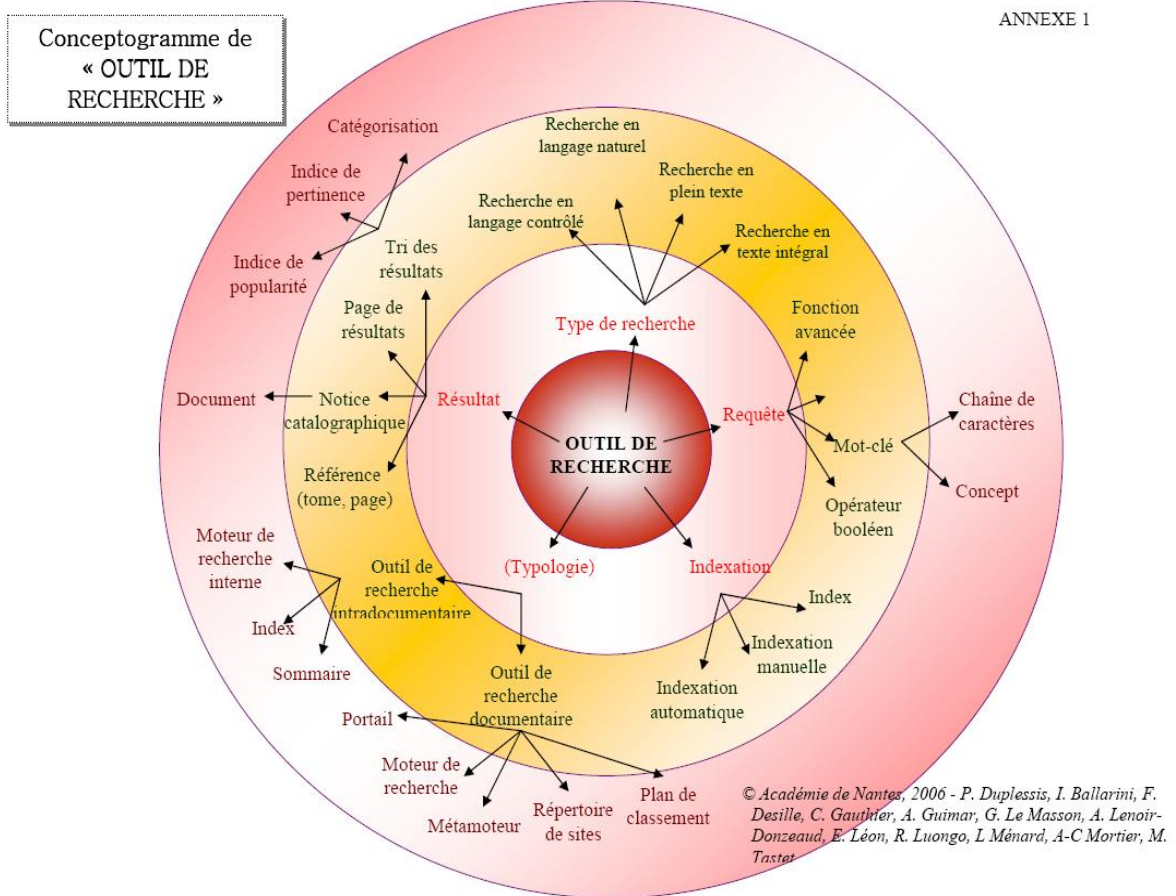 Conceptogramme de
« OUTIL DE
RECHERCHE »
ANNEXE 1
Catégorisation
Indice de
pertinence
Indice de
popularité
Recherche en
langage naturel
Recherche en
plein texte
Recherche en
langage contrôlé
Recherche en
texte intégral
Tri des
résultats
Page de
résultats
Type de recherche
Fonction
avancée
Document
Notice
catalographique
Résultat
Requête
Chaîne de
caractères
OUTIL DE
RECHERCHE
Mot-clé
Référence
(tome, page)
Concept
Opérateur
booléen
Moteur de
recherche
interne
Outil de
recherche
intradocumentaire
(Typologie)
Indexation
Index
Index
Indexation
manuelle
Sommaire
Outil de
recherche
documentaire
Indexation
automatique
Portail
Moteur de
recherche
Métamoteur
Répertoire
de sites
Plan de
classement
© Académie de Nantes, 2006 - P. Duplessis, I. Ballarini, F.
Desille, C. Gauthier, A. Guimar, G. Le Masson, A. Lenoir-
Donzeaud, E. Léon, R. Luongo, L Ménard, A-C Mortier, M.
Tastet